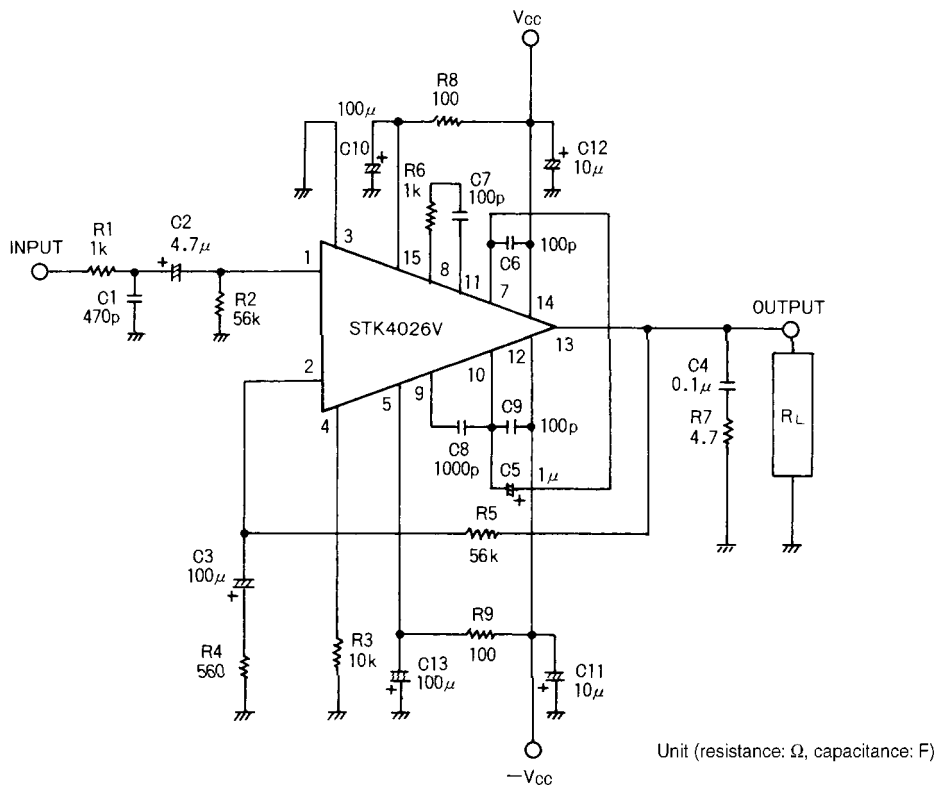 VCC
R8
100
100μ
C10
+
+
C12
10μ
R6
1k
C7
100p
R1
1k
C2
4.7μ
INPUT
+
1
3
15
8
11
7
C6
100p
14
C1
470p
R2
56k
STK4026V
OUTPUT
13
12
2
10
4
5
9
C9
100p
C4
0.1μ
R7
4.7
RL
C8
1000p
C5
1μ
+
R5
56k
C3
100μ
+
R4
560
R3
10k
R9
100
C13
100μ
+
+
C11
10μ
−VCC
Unit (resistance: Ω, capacitance: F)